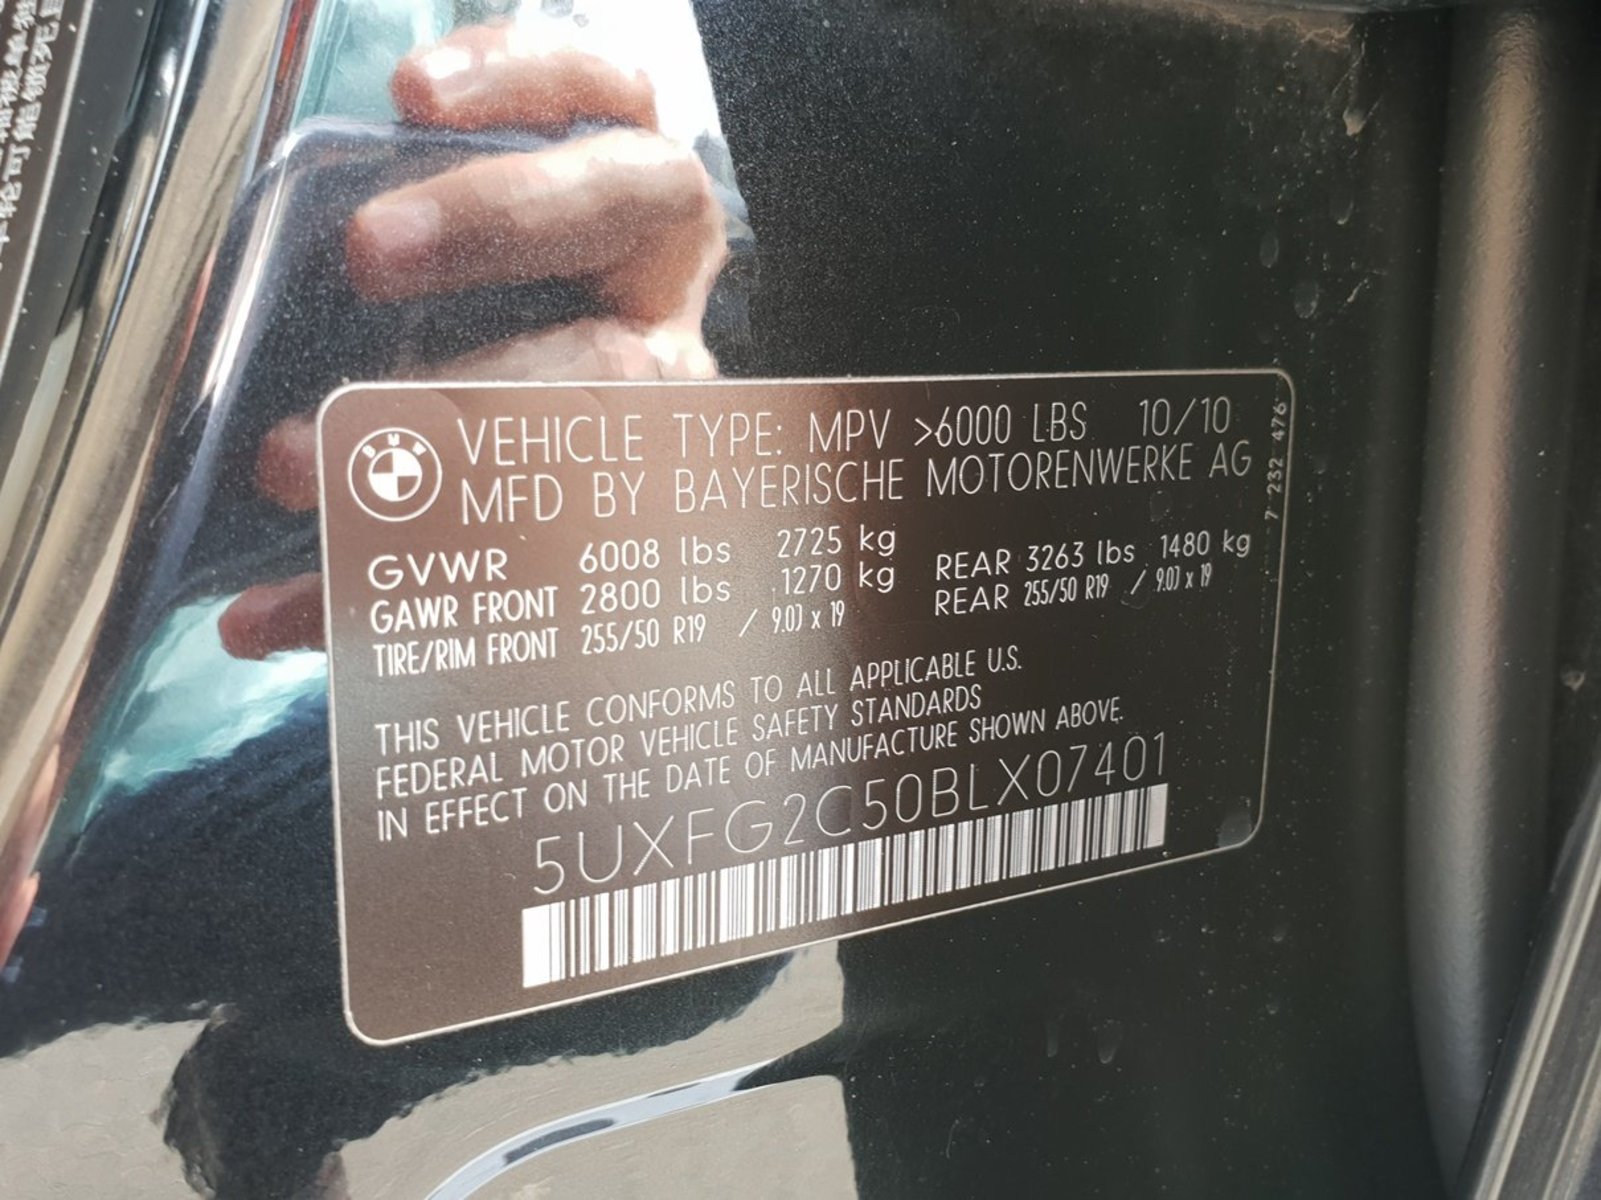 VEHICLE TYPE: MPV >6000 LBS 10/10
MFD BY BAYERISCHE MOTORENWERKE AG
7 232 476
BMW
GVWR 6008 lbs 2725 kg
GAWR FRONT 2800 lbs 1270 kg REAR 3263 lbs 1480 kg
TIRE/RIM FRONT 255/50 R19 / 9.0J x 19 REAR 255/50 R19 / 9.0J x 19
THIS VEHICLE CONFORMS TO ALL APPLICABLE U.S.
FEDERAL MOTOR VEHICLE SAFETY STANDARDS
IN EFFECT ON THE DATE OF MANUFACTURE SHOWN ABOVE.
5UXFG2C50BLX07401